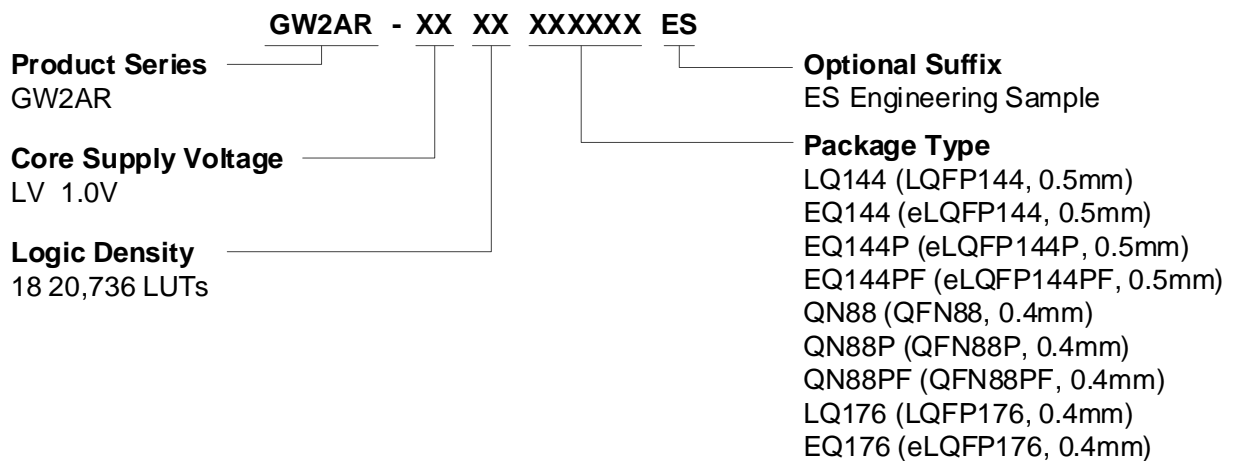 GW2AR - XX XX XXXXXX ES
Product Series
GW2AR
Core Supply Voltage
LV 1.0V
Logic Density
18 20,736 LUTs
Optional Suffix
ES Engineering Sample
Package Type
LQ144 (LQFP144, 0.5mm)
EQ144 (eLQFP144, 0.5mm)
EQ144P (eLQFP144P, 0.5mm)
EQ144PF (eLQFP144PF, 0.5mm)
QN88 (QFN88, 0.4mm)
QN88P (QFN88P, 0.4mm)
QN88PF (QFN88PF, 0.4mm)
LQ176 (LQFP176, 0.4mm)
EQ176 (eLQFP176, 0.4mm)